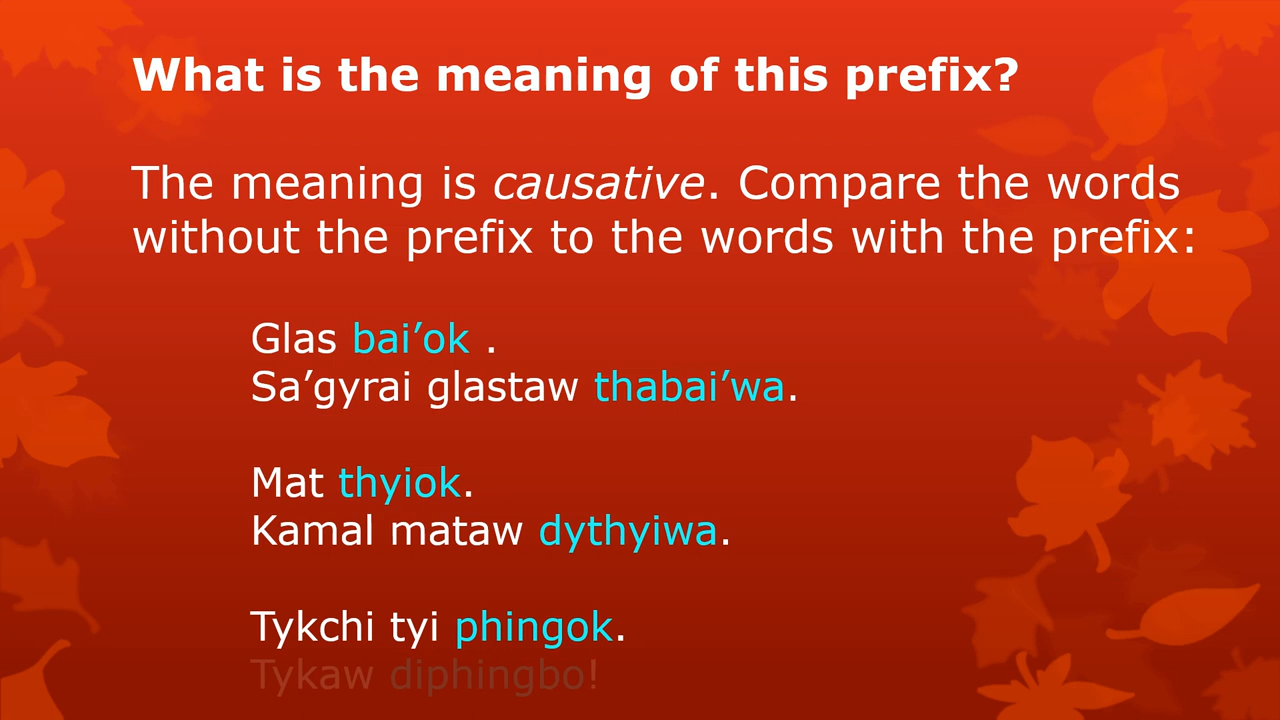 What is the meaning of this prefix?
The meaning is causative. Compare the words
without the prefix to the words with the prefix:
Glas bai’ok .
Sa’gyrai glastaw thabai’wa.
Mat thyiok.
Kamal mataw dythyiwa.
Tykchi tyi phingok.
Tykaw diphingbo!